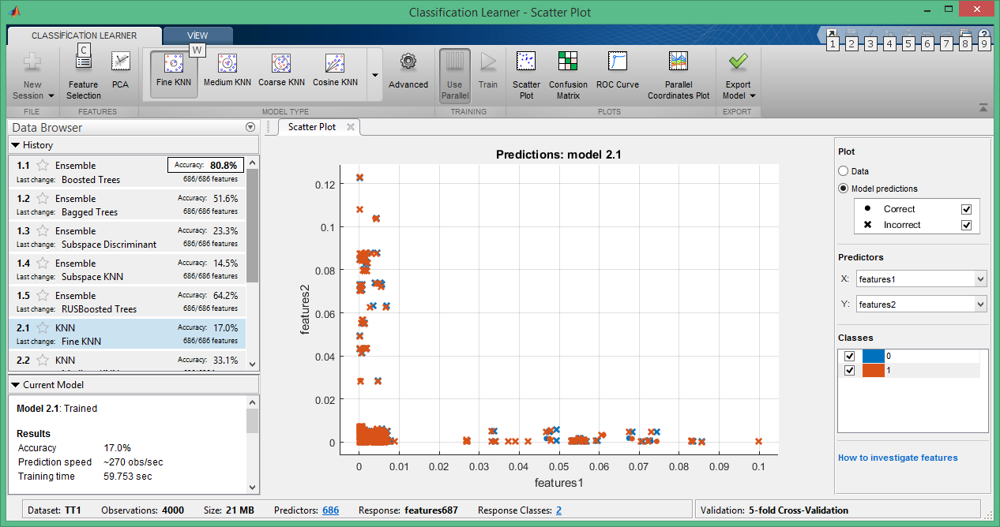 Classification Learner - Scatter Plot
CLASSİFİCATİON LEARNER
VİEW
C
W
1 2 3 4 5 6 7 8 9
New Session
Feature Selection
PCA
Fine KNN
Medium KNN
Coarse KNN
Cosine KNN
Advanced
Use Parallel
Train
Scatter Plot
Confusion Matrix
ROC Curve
Parallel Coordinates Plot
Export Model
FILE
FEATURES
MODEL TYPE
TRAINING
PLOTS
EXPORT
Data Browser
History
1.1 Ensemble Accuracy: 80.8%
Last change: Boosted Trees 686/686 features
1.2 Ensemble Accuracy: 51.6%
Last change: Bagged Trees 686/686 features
1.3 Ensemble Accuracy: 23.3%
Last change: Subspace Discriminant 686/686 features
1.4 Ensemble Accuracy: 14.5%
Last change: Subspace KNN 686/686 features
1.5 Ensemble Accuracy: 64.2%
Last change: RUSBoosted Trees 686/686 features
2.1 KNN Accuracy: 17.0%
Last change: Fine KNN 686/686 features
2.2 KNN Accuracy: 33.1%
Current Model
Model 2.1: Trained
Results
Accuracy 17.0%
Prediction speed ~270 obs/sec
Training time 59.753 sec
Scatter Plot
Predictions: model 2.1
features2
0.12
0.1
0.08
0.06
0.04
0.02
0
0 0.01 0.02 0.03 0.04 0.05 0.06 0.07 0.08 0.09 0.1
features1
Plot
Data
Model predictions
Correct
Incorrect
Predictors
X: features1
Y: features2
Classes
0
1
How to investigate features
Dataset: TT1 Observations: 4000 Size: 21 MB Predictors: 686 Response: features687 Response Classes: 2 Validation: 5-fold Cross-Validation